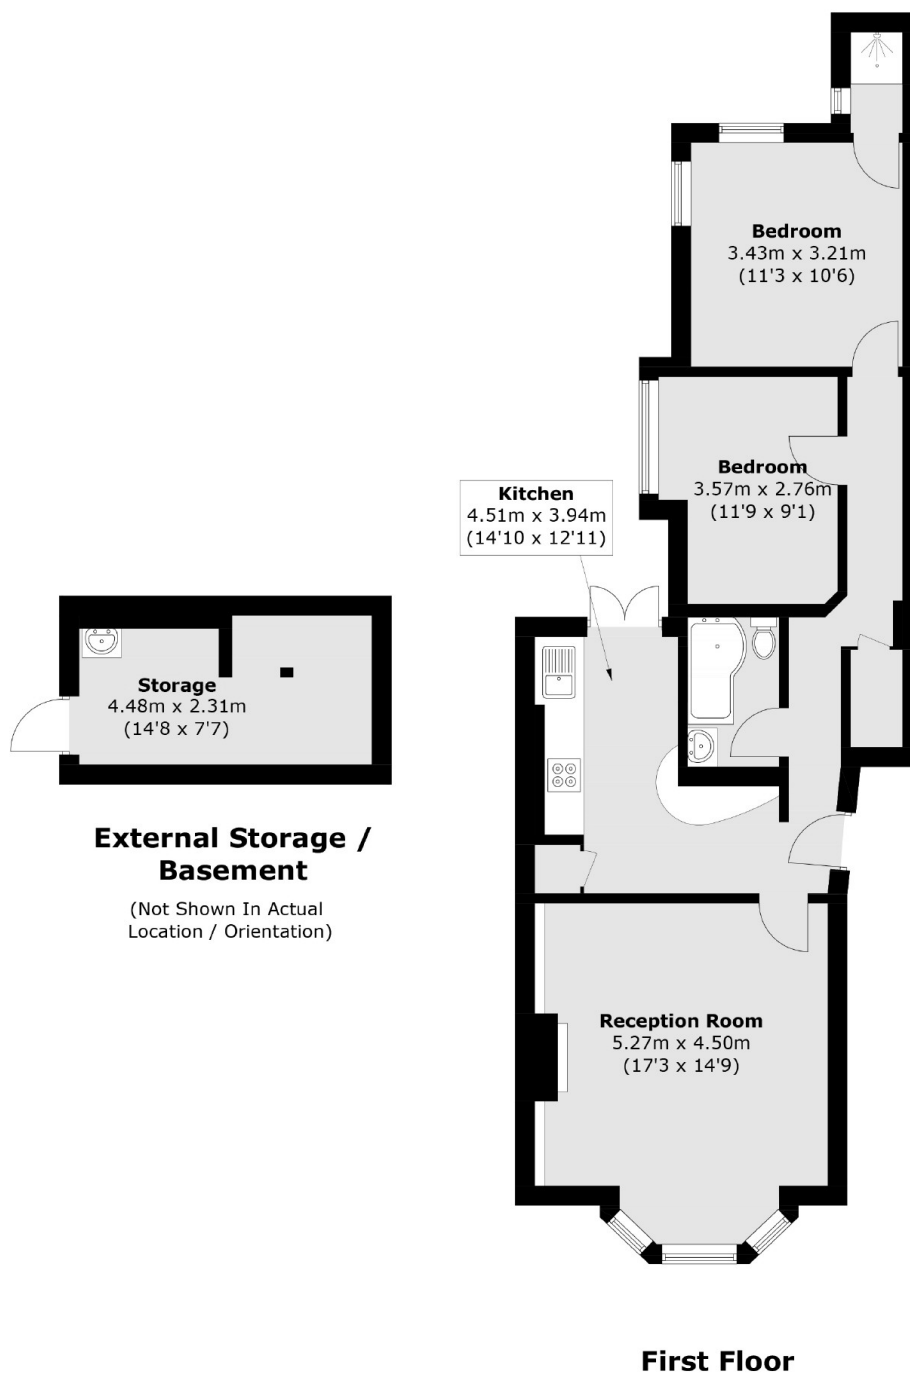 Bedroom
3.43m x 3.21m
(11'3 x 10'6)
Bedroom
3.57m x 2.76m
(11'9 x 9'1)
Kitchen
4.51m x 3.94m
(14'10 x 12'11)
Storage
4.48m x 2.31m
(14'8 x 7'7)
External Storage /
Basement
(Not Shown In Actual
Location / Orientation)
Reception Room
5.27m x 4.50m
(17'3 x 14'9)
First Floor